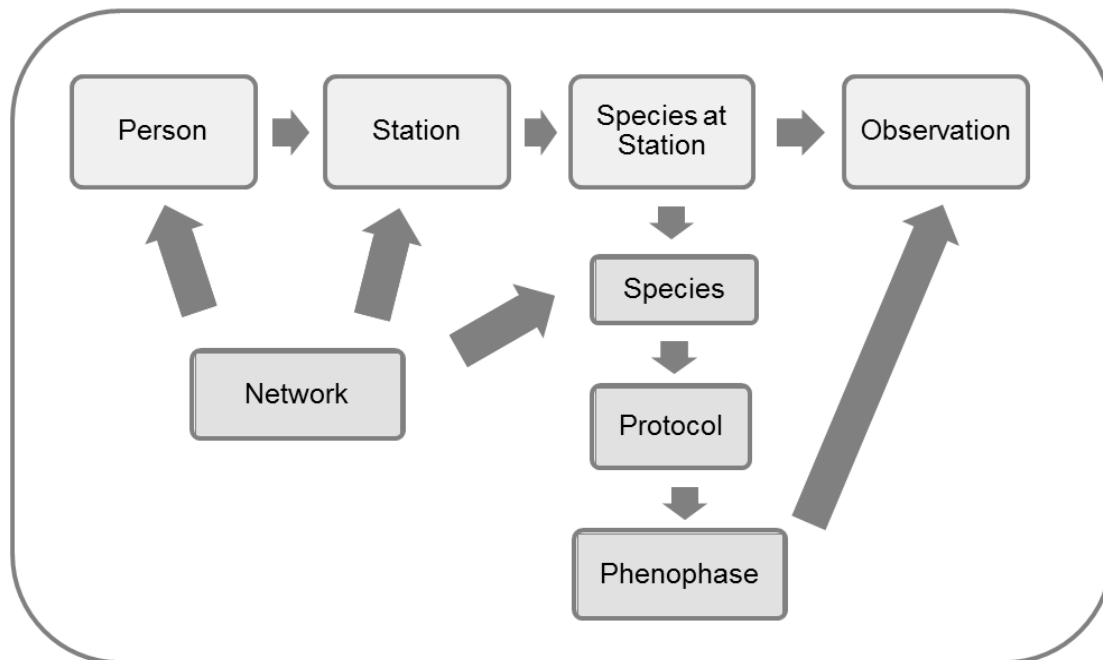 Person
Station
Species at
Station
Observation
Species
Network
Protocol
Phenophase